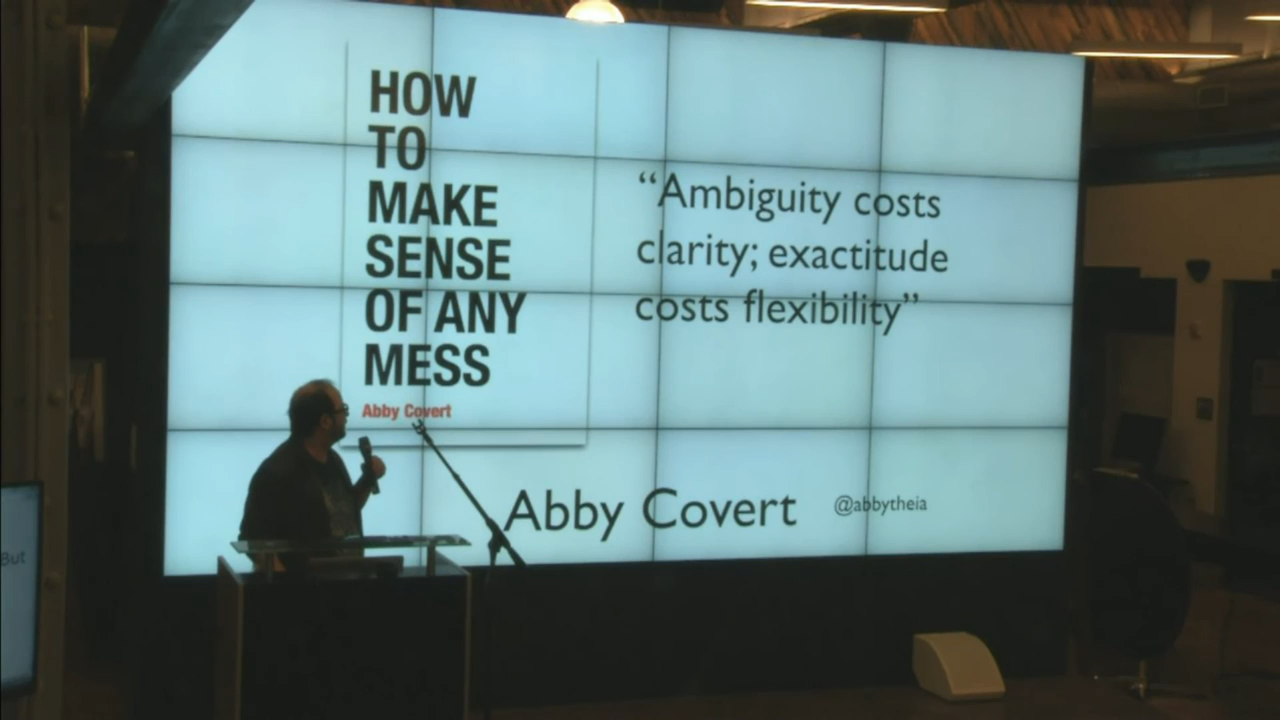 HOW
TO
MAKE
SENSE
OF ANY
MESS
Abby Covert
“Ambiguity costs
clarity; exactitude
costs flexibility”
Abby Covert @abbytheia
But